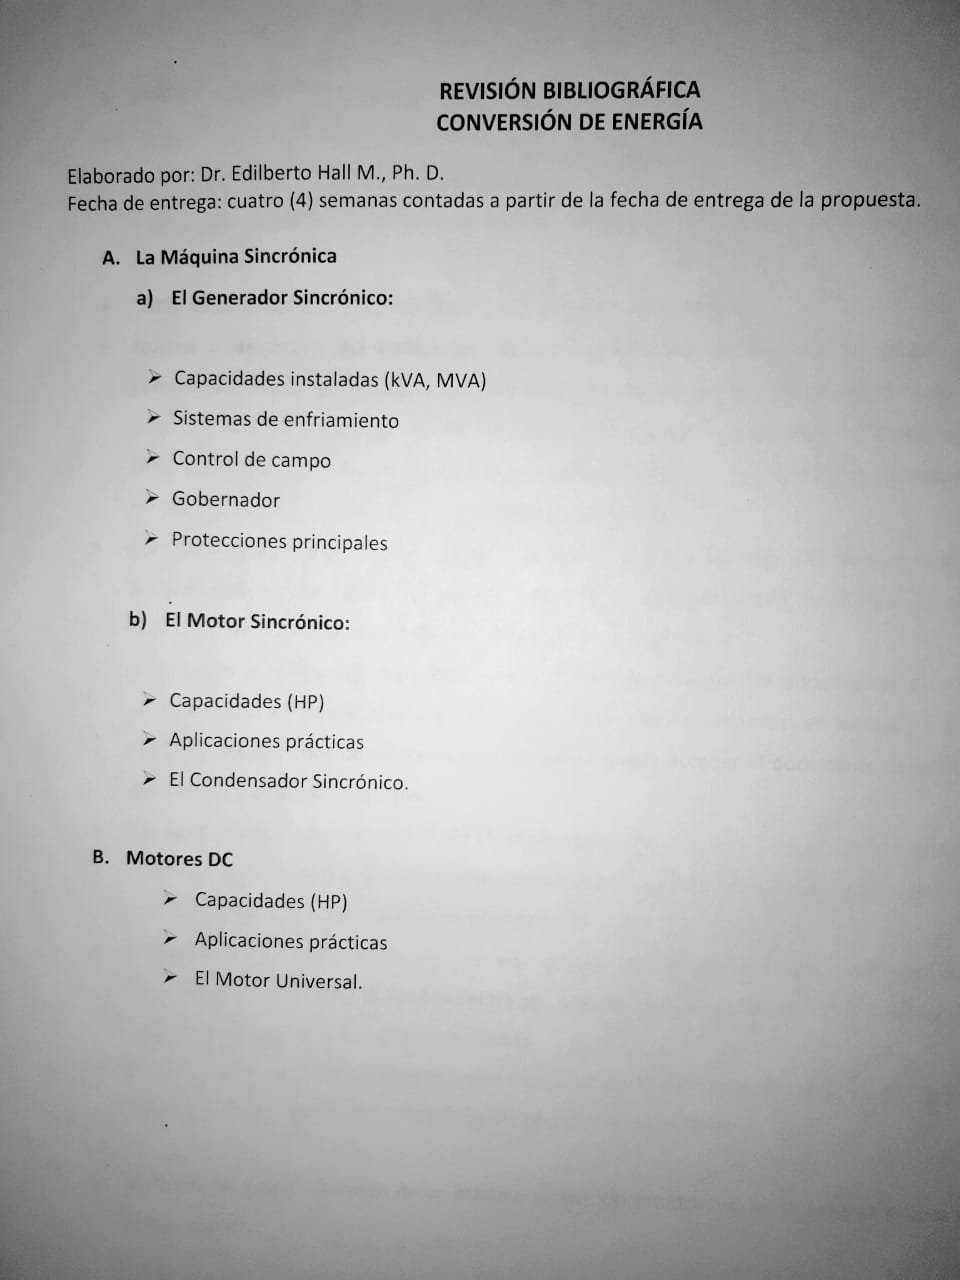 REVISIÓN BIBLIOGRÁFICA
CONVERSIÓN DE ENERGÍA
Elaborado por: Dr. Edilberto Hall M., Ph. D.
Fecha de entrega: cuatro (4) semanas contadas a partir de la fecha de entrega de la propuesta.
A. La Máquina Sincrónica
a) El Generador Sincrónico:
➢ Capacidades instaladas (kVA, MVA)
➢ Sistemas de enfriamiento
➢ Control de campo
➢ Gobernador
➢ Protecciones principales
b) El Motor Sincrónico:
➢ Capacidades (HP)
➢ Aplicaciones prácticas
➢ El Condensador Sincrónico.
B. Motores DC
➢ Capacidades (HP)
➢ Aplicaciones prácticas
➢ El Motor Universal.